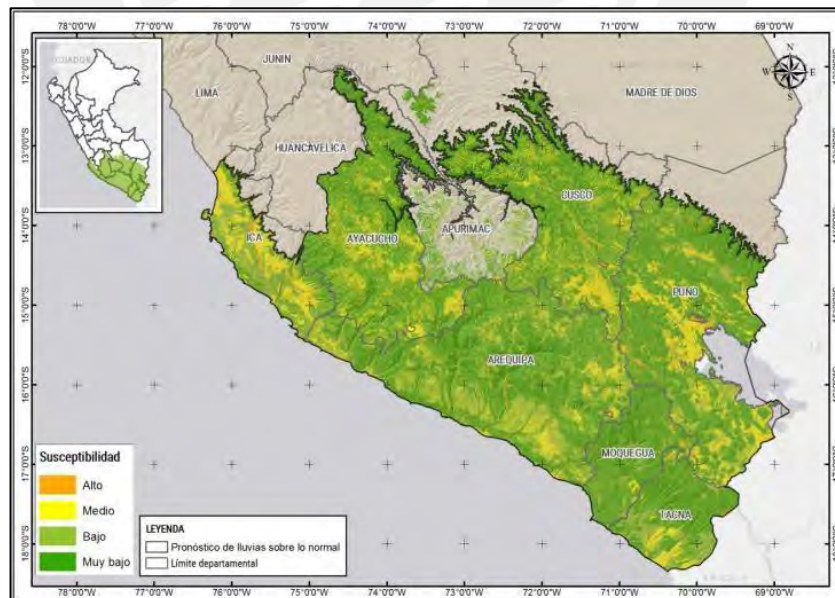 78°0'0"S 77°0'0"S 76°0'0"S 75°0'0"S 74°0'0"S 73°0'0"S 72°0'0"S 71°0'0"S 70°0'0"S 69°0'0"S
N
W E
S
JUNIN
LIMA
MADRE DE DIOS
HUANCAVELICA
CUSCO
ICA
AYACUCHO
APURIMAC
PUNO
AREQUIPA
MOQUEGUA
TACNA
12°0'0"S
13°0'0"S
14°0'0"S
15°0'0"S
16°0'0"S
17°0'0"S
18°0'0"S
Susceptibilidad
Alto
Medio
Bajo
Muy bajo
LEYENDA
Pronóstico de lluvias sobre lo normal
Límite departamental
78°0'0"S 77°0'0"S 76°0'0"S 75°0'0"S 74°0'0"S 73°0'0"S 72°0'0"S 71°0'0"S 70°0'0"S 69°0'0"S